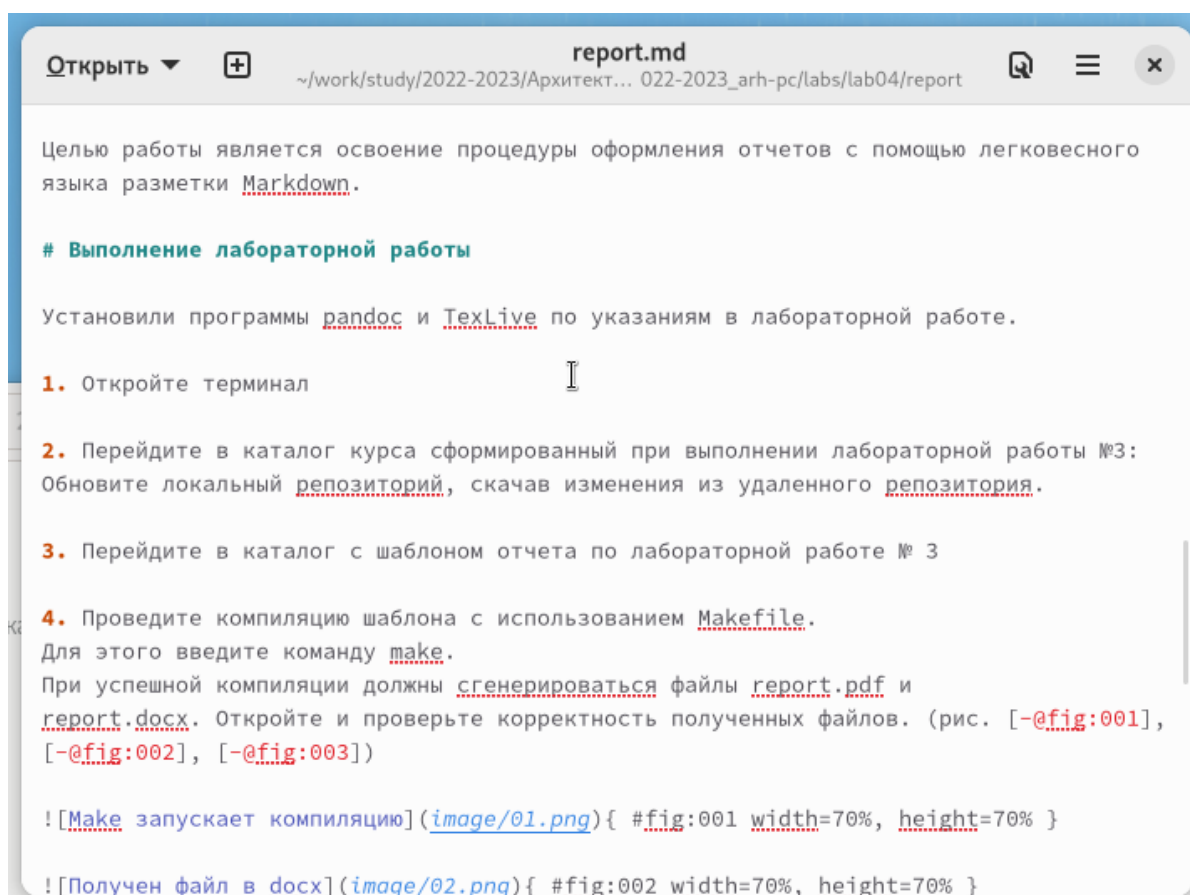 Открыть
report.md
~/work/study/2022-2023/Архитект... 022-2023_arh-pc/labs/lab04/report
Целью работы является освоение процедуры оформления отчетов с помощью легковесного
языка разметки Markdown.
# Выполнение лабораторной работы
Установили программы pandoc и TexLive по указаниям в лабораторной работе.
1. Откройте терминал
2. Перейдите в каталог курса сформированный при выполнении лабораторной работы №3:
Обновите локальный репозиторий, скачав изменения из удаленного репозитория.
3. Перейдите в каталог с шаблоном отчета по лабораторной работе № 3
4. Проведите компиляцию шаблона с использованием Makefile.
Для этого введите команду make.
При успешной компиляции должны сгенерироваться файлы report.pdf и
report.docx. Откройте и проверьте корректность полученных файлов. (рис. [-@fig:001],
[-@fig:002], [-@fig:003])
![Make запускает компиляцию](image/01.png){ #fig:001 width=70%, height=70% }
![Получен файл в docx](image/02.png){ #fig:002 width=70%, height=70% }